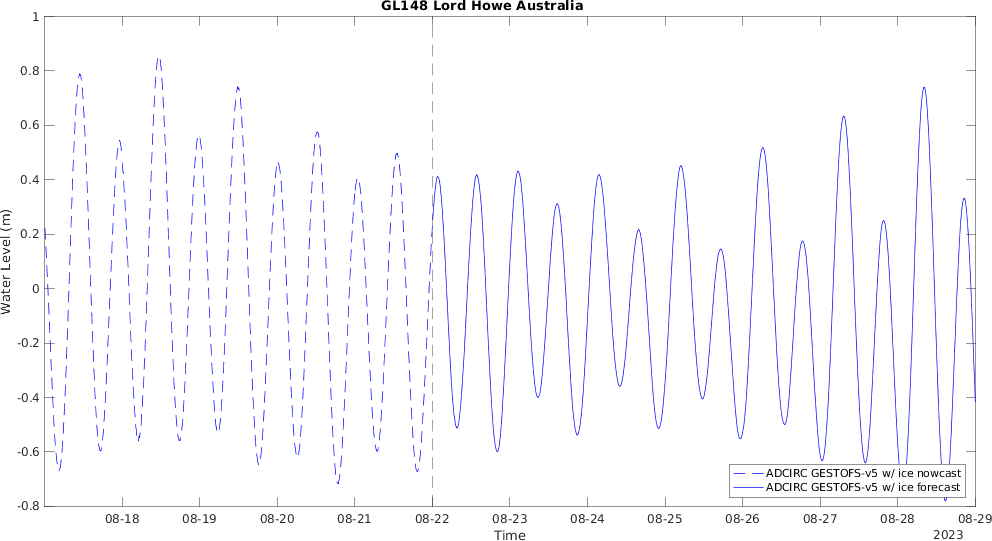 GL148 Lord Howe Australia
1
0.8
0.6
0.4
0.2
0
-0.2
-0.4
-0.6
-0.8
Water Level (m)
ADCIRC GESTOFS-v5 w/ ice nowcast
ADCIRC GESTOFS-v5 w/ ice forecast
08-18 08-19 08-20 08-21 08-22 08-23 08-24 08-25 08-26 08-27 08-28 08-29
Time
2023